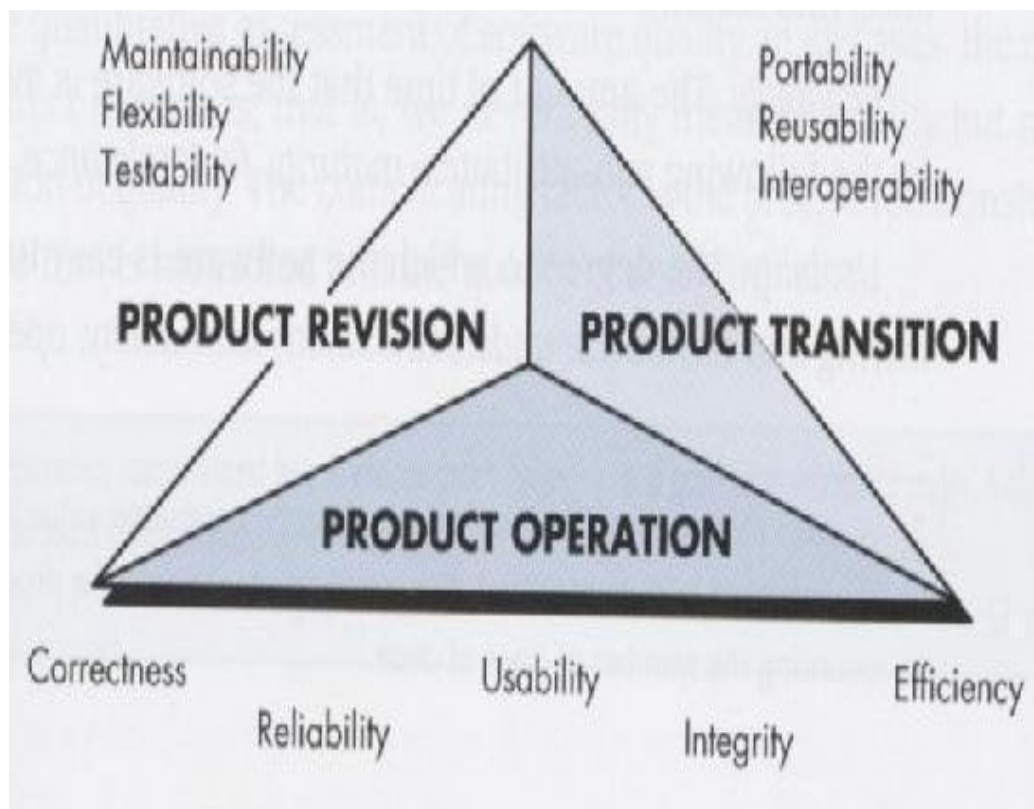 Maintainability
Flexibility
Testability
Portability
Reusability
Interoperability
PRODUCT REVISION
PRODUCT TRANSITION
PRODUCT OPERATION
Correctness
Reliability
Usability
Integrity
Efficiency